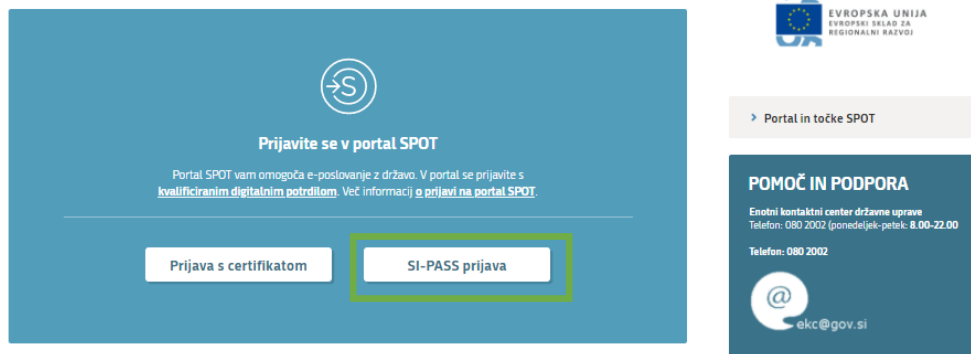 EVROPSKA UNIJA
EVROPSKI SKLAD ZA
REGIONALNI RAZVOJ
S
Prijavite se v portal SPOT
Portal SPOT vam omogoča e-poslovanje z državo. V portal se prijavite s
kvalificiranim digitalnim potrdilom. Več informacij o prijavi na portal SPOT.
Prijava s certifikatom
SI-PASS prijava
Portal in točke SPOT
POMOČ IN PODPORA
Enotni kontaktni center državne uprave
Telefon: 080 2002 (ponedeljek-petek: 8.00-22.00
Telefon: 080 2002
@
ekc@gov.si